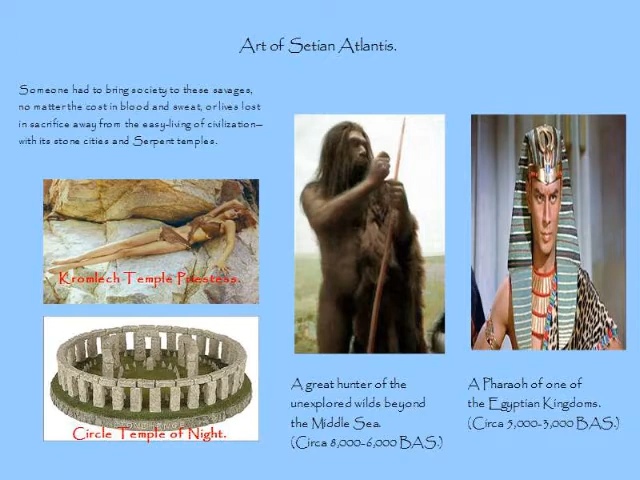 Art of Setian Atlantis.
Someone had to bring society to these savages,
no matter the cost in blood and sweat, or lives lost
in sacrifice away from the easy-living of civilization—
with its stone cities and Serpent temples.
Kromlech Temple Priestess.
STONEHENGE
Circle Temple of Night.
A great hunter of the
unexplored wilds beyond
the Middle Sea.
(Circa 8,000-6,000 BAS.)
A Pharaoh of one of
the Egyptian Kingdoms.
(Circa 5,000-3,000 BAS.)